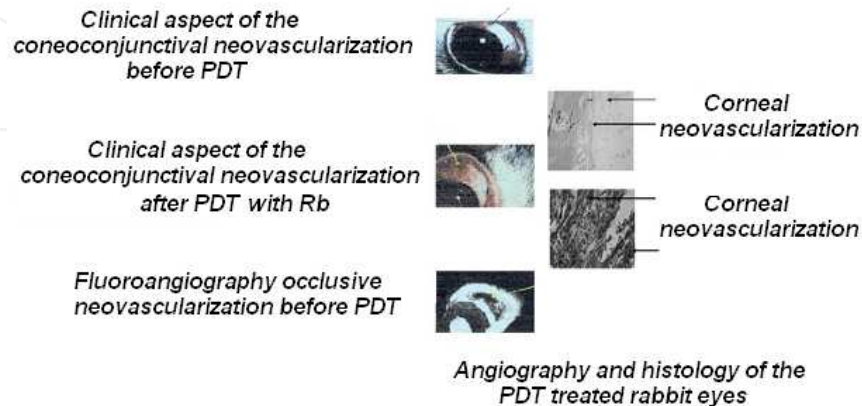 Clinical aspect of the
coneoconjunctival neovascularization
before PDT
Corneal
neovascularization
Clinical aspect of the
coneoconjunctival neovascularization
after PDT with Rb
Corneal
neovascularization
Fluoroangiography occlusive
neovascularization before PDT
Angiography and histology of the
PDT treated rabbit eyes